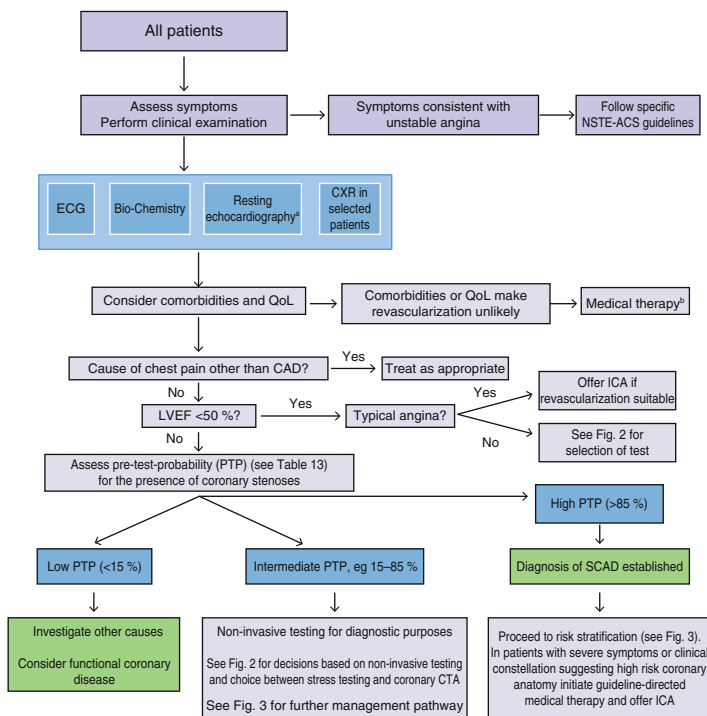 All patients
Assess symptoms
Perform clinical examination
Symptoms consistent with
unstable angina
Follow specific
NSTE-ACS guidelines
ECG
Bio-Chemistry
Resting
echocardiographyª
CXR in
selected
patients
Consider comorbidities and QoL
Comorbidities or QoL make
revascularization unlikely
Medical therapyᵇ
Cause of chest pain other than CAD?
Yes
Treat as appropriate
No
LVEF <50 %?
Yes
Typical angina?
Yes
Offer ICA if
revascularization suitable
No
See Fig. 2 for
selection of test
No
Assess pre-test-probability (PTP) (see Table 13)
for the presence of coronary stenoses
High PTP (>85 %)
Low PTP (<15 %)
Intermediate PTP, eg 15–85 %
Diagnosis of SCAD established
Investigate other causes
Consider functional coronary
disease
Non-invasive testing for diagnostic purposes
See Fig. 2 for decisions based on non-invasive testing
and choice between stress testing and coronary CTA
See Fig. 3 for further management pathway
Proceed to risk stratification (see Fig. 3).
In patients with severe symptoms or clinical
constellation suggesting high risk coronary
anatomy initiate guideline-directed
medical therapy and offer ICA